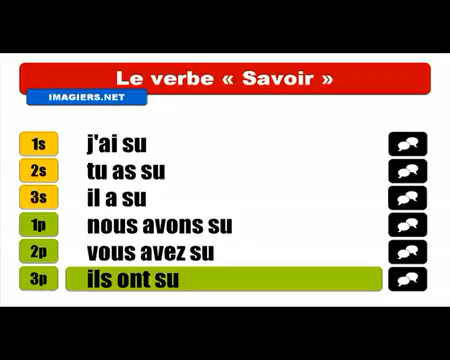 Le verbe « Savoir »
IMAGIERS.NET
1s j'ai su
2s tu as su
3s il a su
1p nous avons su
2p vous avez su
3p ils ont su